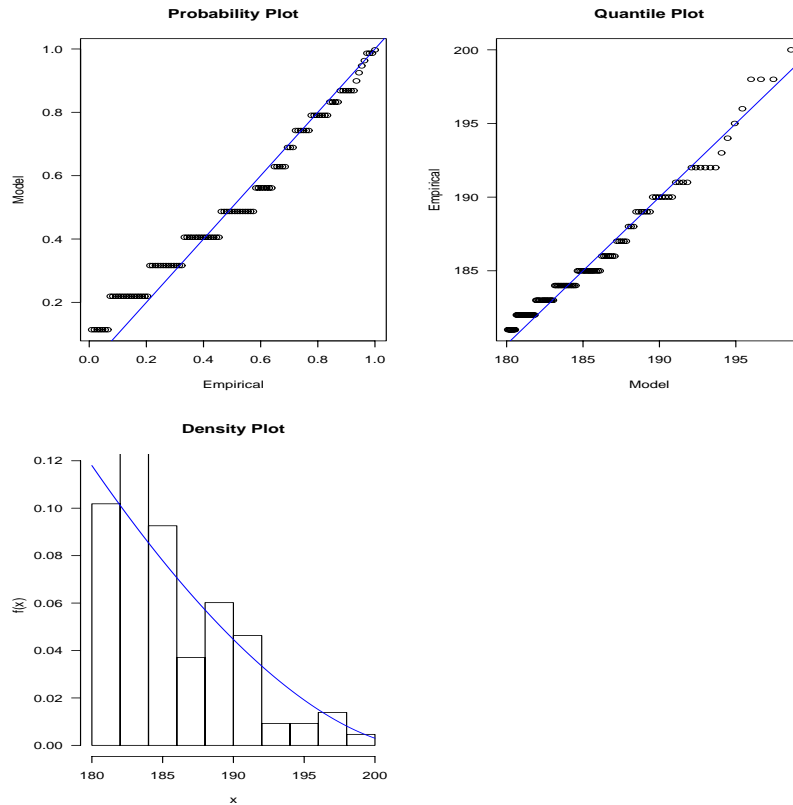 Probability Plot
Model
1.0
0.8
0.6
0.4
0.2
0.0 0.2 0.4 0.6 0.8 1.0
Empirical
Quantile Plot
Empirical
200
195
190
185
180 185 190 195
Model
Density Plot
f(x)
0.12
0.10
0.08
0.06
0.04
0.02
0.00
180 185 190 195 200
x